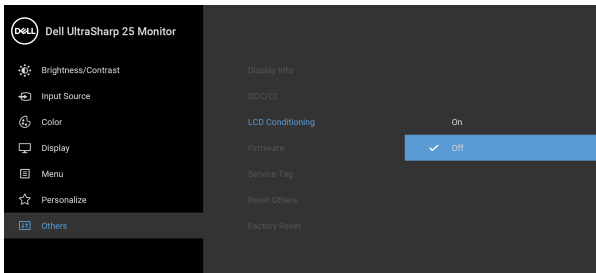 DELL Dell UltraSharp 25 Monitor
Brightness/Contrast Display Info
Input Source DDC/CI
Color LCD Conditioning On
Display Firmware Off
Menu Service Tag
Personalize Reset Others
Others Factory Reset